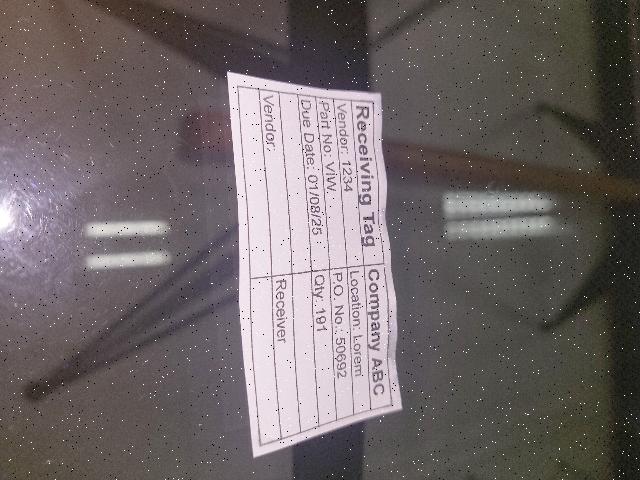 Receiving Tag Company ABC
Vendor: 1234 Location: Lorem
Part No: VIW P.O. No.: 50692
Due Date: 01/08/25 Qty. 191
Vendor: Receiver